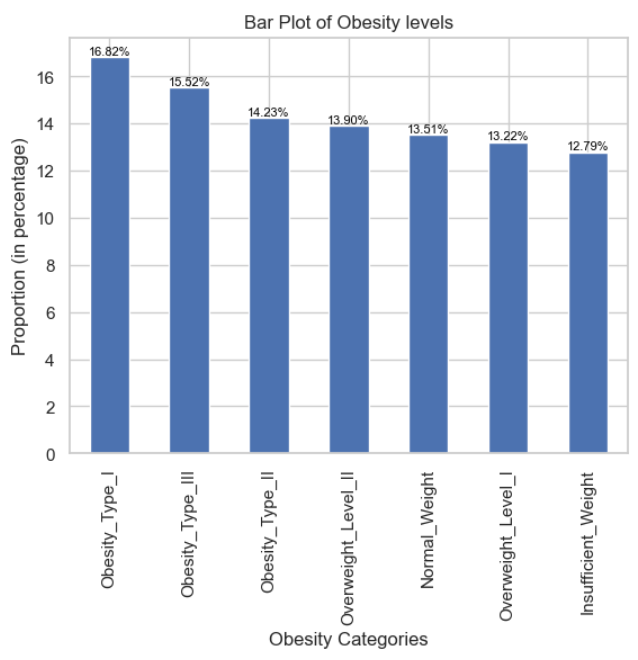 Bar Plot of Obesity levels
Proportion (in percentage)
16
14
12
10
8
6
4
2
0
16.82%
15.52%
14.23%
13.90%
13.51%
13.22%
12.79%
Obesity_Type_I
Obesity_Type_III
Obesity_Type_II
Overweight_Level_II
Normal_Weight
Overweight_Level_I
Insufficient_Weight
Obesity Categories